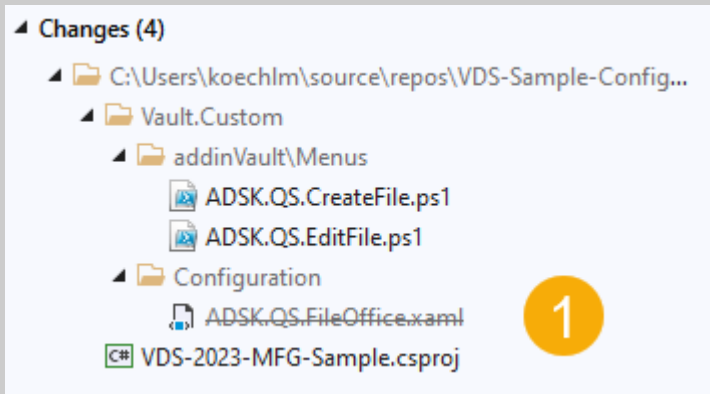 Changes (4)
C:\Users\koechlm\source\repos\VDS-Sample-Config...
Vault.Custom
addinVault\Menus
ADSK.QS.CreateFile.ps1
ADSK.QS.EditFile.ps1
Configuration
ADSK.QS.FileOffice.xaml
1
C# VDS-2023-MFG-Sample.csproj